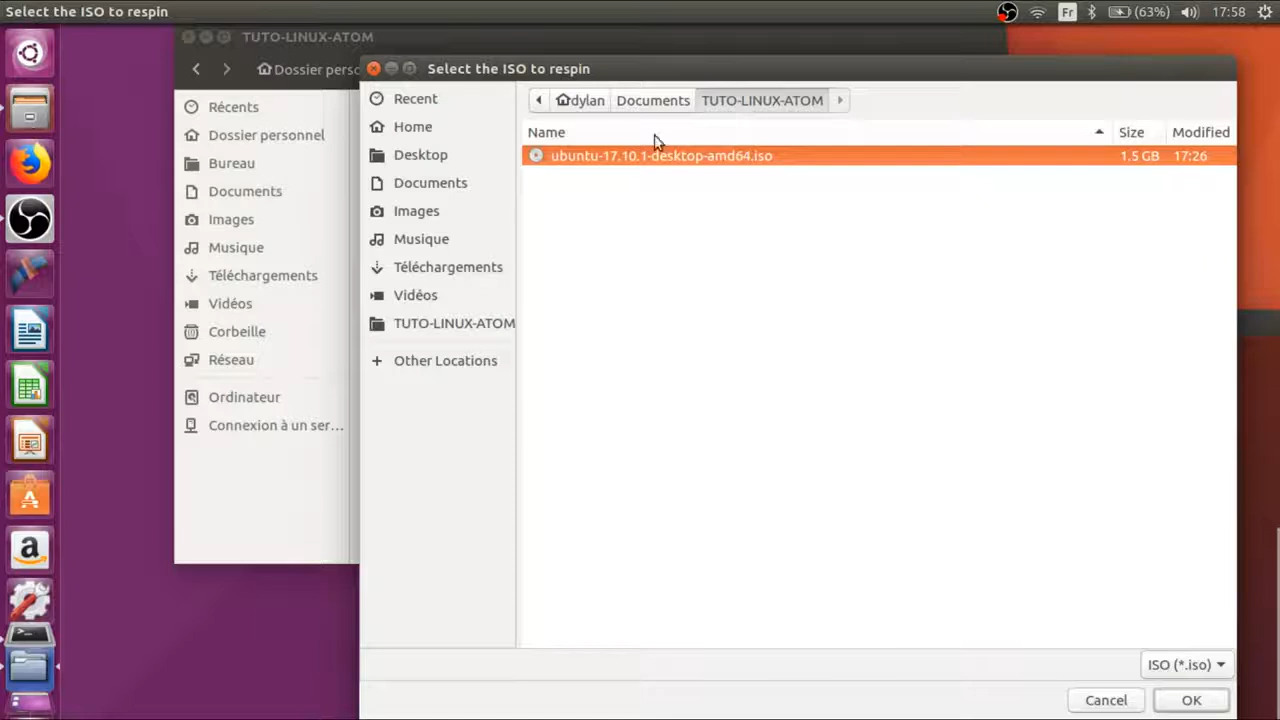 Select the ISO to respin
Fr
(63%)
17:58
TUTO-LINUX-ATOM
Dossier perso
Récents
Dossier personnel
Bureau
Documents
Images
Musique
Téléchargements
Vidéos
Corbeille
Réseau
Ordinateur
Connexion à un ser…
Select the ISO to respin
Recent
Home
Desktop
Documents
Images
Musique
Téléchargements
Vidéos
TUTO-LINUX-ATOM
Other Locations
dylan Documents TUTO-LINUX-ATOM
Name Size Modified
ubuntu-17.10.1-desktop-amd64.iso 1.5 GB 17:26
ISO (*.iso)
Cancel OK